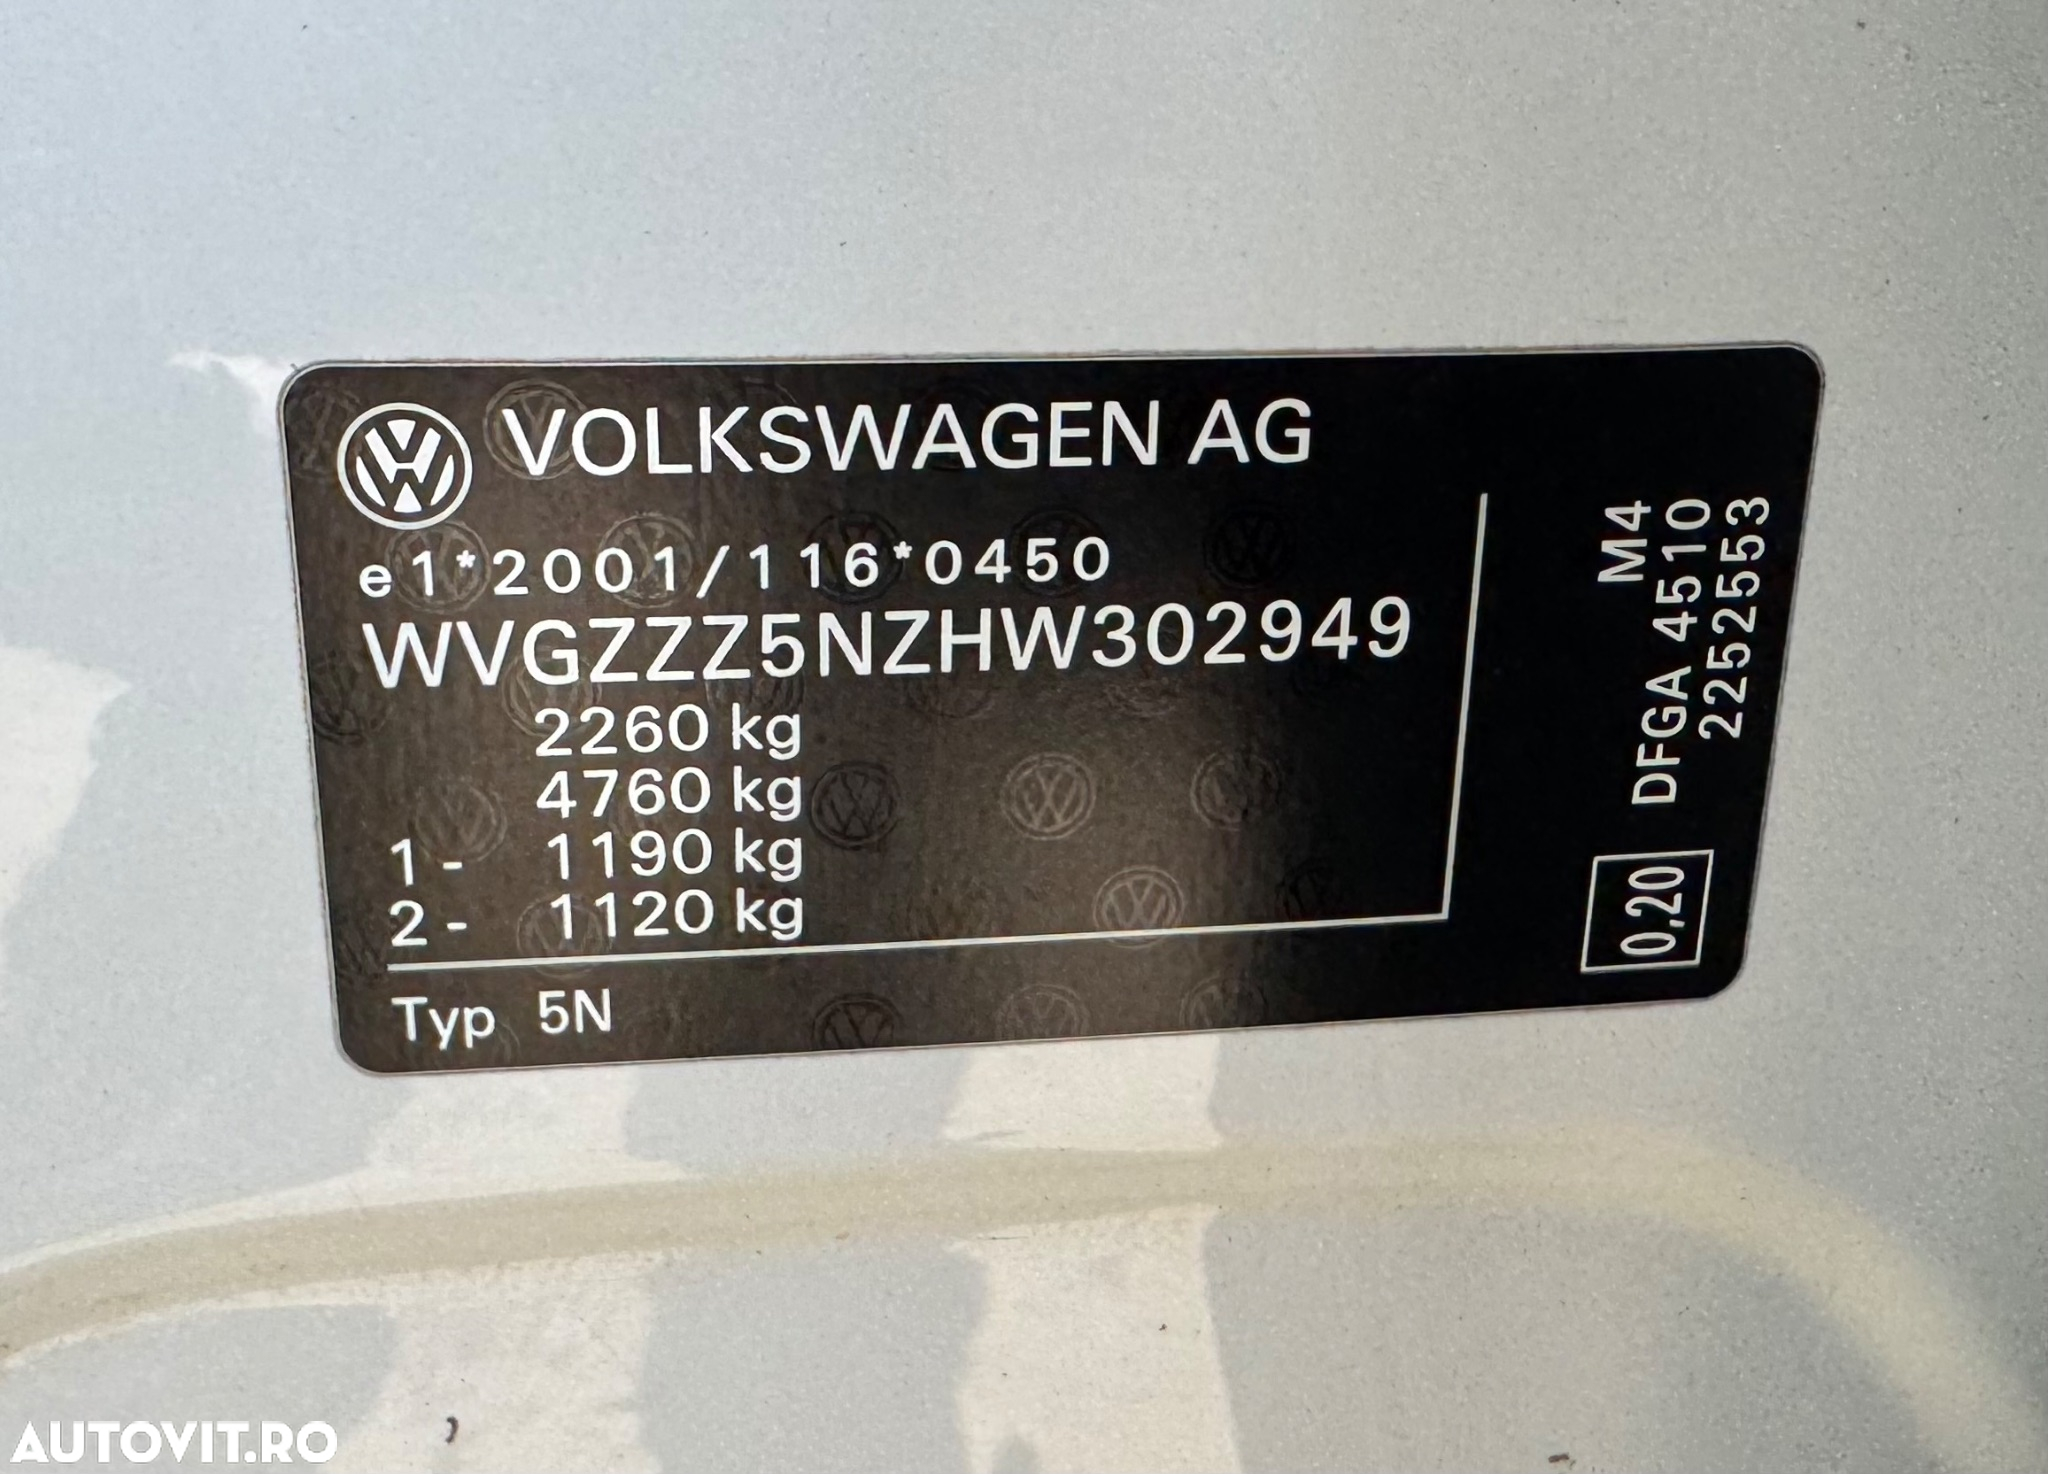 VOLKSWAGEN AG
e1*2001/116*0450
WVGZZZ5NZHW302949
2260 kg
4760 kg
1- 1190 kg
2- 1120 kg
Typ 5N
M4
DFGA 4510
2252553
0,20
AUTOVIT.RO